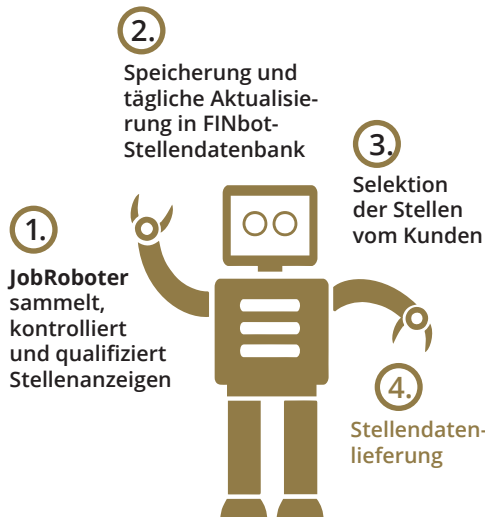 1.
JobRoboter
sammelt,
kontrolliert
und qualifiziert
Stellenanzeigen
2.
Speicherung und
tägliche Aktualisie-
rung in FINbot-
Stellendatenbank
3.
Selektion
der Stellen
vom Kunden
4.
Stellendaten-
lieferung